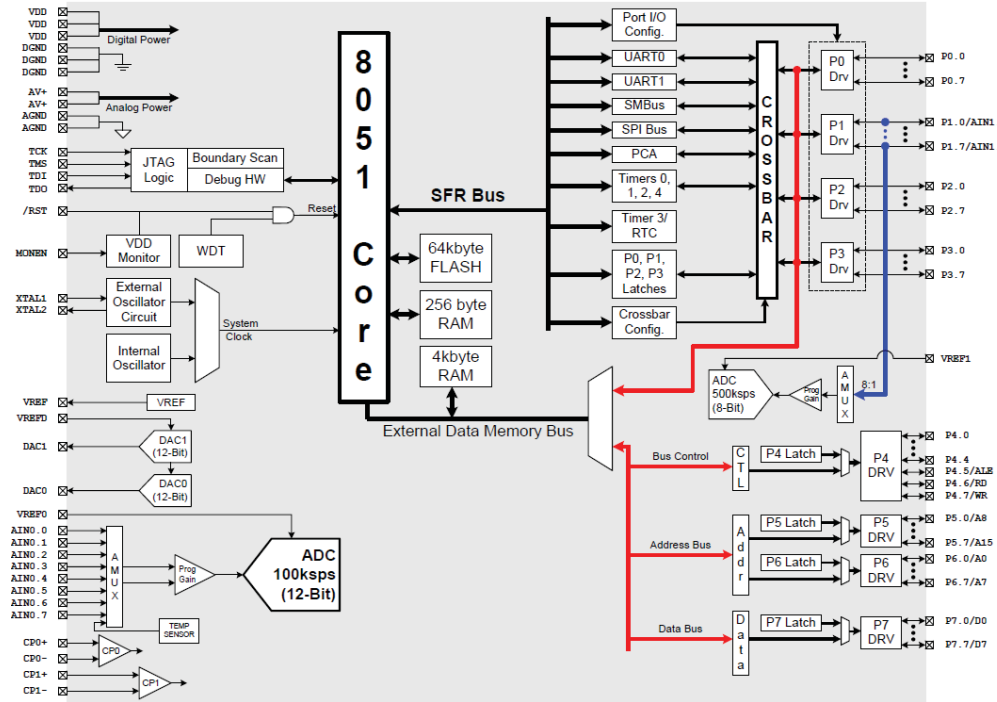 VDD
VDD
VDD
DGND
DGND
DGND
Digital Power
AV+
AV+
AGND
AGND
Analog Power
TCK
TMS
TDI
TDO
JTAG
Logic
Boundary Scan
Debug HW
/RST
Reset
MONEN
VDD
Monitor
WDT
XTAL1
XTAL2
External
Oscillator
Circuit
Internal
Oscillator
System
Clock
VREF
VREF
VREFD
DAC1
DAC1
(12-Bit)
DAC0
DAC0
(12-Bit)
VREF0
AIN0.0
AIN0.1
AIN0.2
AIN0.3
AIN0.4
AIN0.5
AIN0.6
AIN0.7
A
M
U
X
Prog
Gain
ADC
100ksps
(12-Bit)
TEMP
SENSOR
CP0+
CP0-
CP0
CP1+
CP1-
CP1
8
0
5
1
C
o
r
e
SFR Bus
64kbyte
FLASH
256 byte
RAM
4kbyte
RAM
External Data Memory Bus
Port I/O
Config.
UART0
UART1
SMBus
SPI Bus
PCA
Timers 0,
1, 2, 4
Timer 3/
RTC
P0, P1,
P2, P3
Latches
Crossbar
Config.
C
R
O
S
S
B
A
R
P0
Drv
P1
Drv
P2
Drv
P3
Drv
P0.0
P0.7
P1.0/AIN1
P1.7/AIN1
P2.0
P2.7
P3.0
P3.7
VREF1
ADC
500ksps
(8-Bit)
Prog
Gain
A
M
U
X
8:1
Bus Control
C
T
L
P4 Latch
P4
DRV
P4.0
P4.4
P4.5/ALE
P4.6/RD
P4.7/WR
Address Bus
A
d
d
r
P5 Latch
P5
DRV
P5.0/A8
P5.7/A15
P6 Latch
P6
DRV
P6.0/A0
P6.7/A7
Data Bus
D
a
t
a
P7 Latch
P7
DRV
P7.0/D0
P7.7/D7